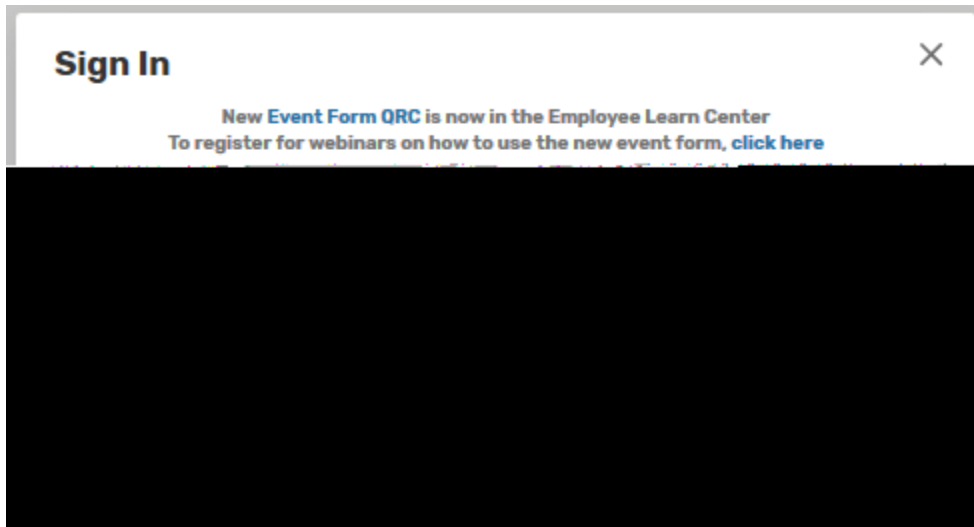 Sign In
New Event Form QRC is now in the Employee Learn Center
To register for webinars on how to use the new event form, click here